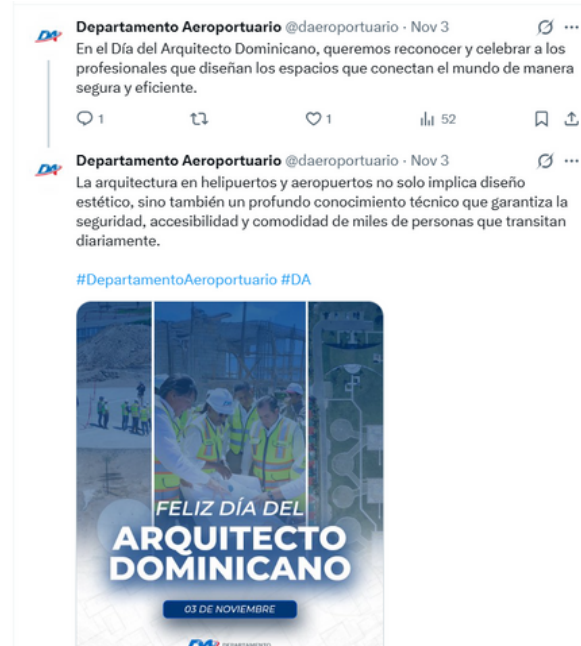 Departamento Aeroportuario @daeroportuario · Nov 3
En el Día del Arquitecto Dominicano, queremos reconocer y celebrar a los
profesionales que diseñan los espacios que conectan el mundo de manera
segura y eficiente.
1 1 52
Departamento Aeroportuario @daeroportuario · Nov 3
La arquitectura en helipuertos y aeropuertos no solo implica diseño
estético, sino también un profundo conocimiento técnico que garantiza la
seguridad, accesibilidad y comodidad de miles de personas que transitan
diariamente.
#DepartamentoAeroportuario #DA
FELIZ DÍA DEL
ARQUITECTO
DOMINICANO
03 DE NOVIEMBRE
DA DEPARTAMENTO